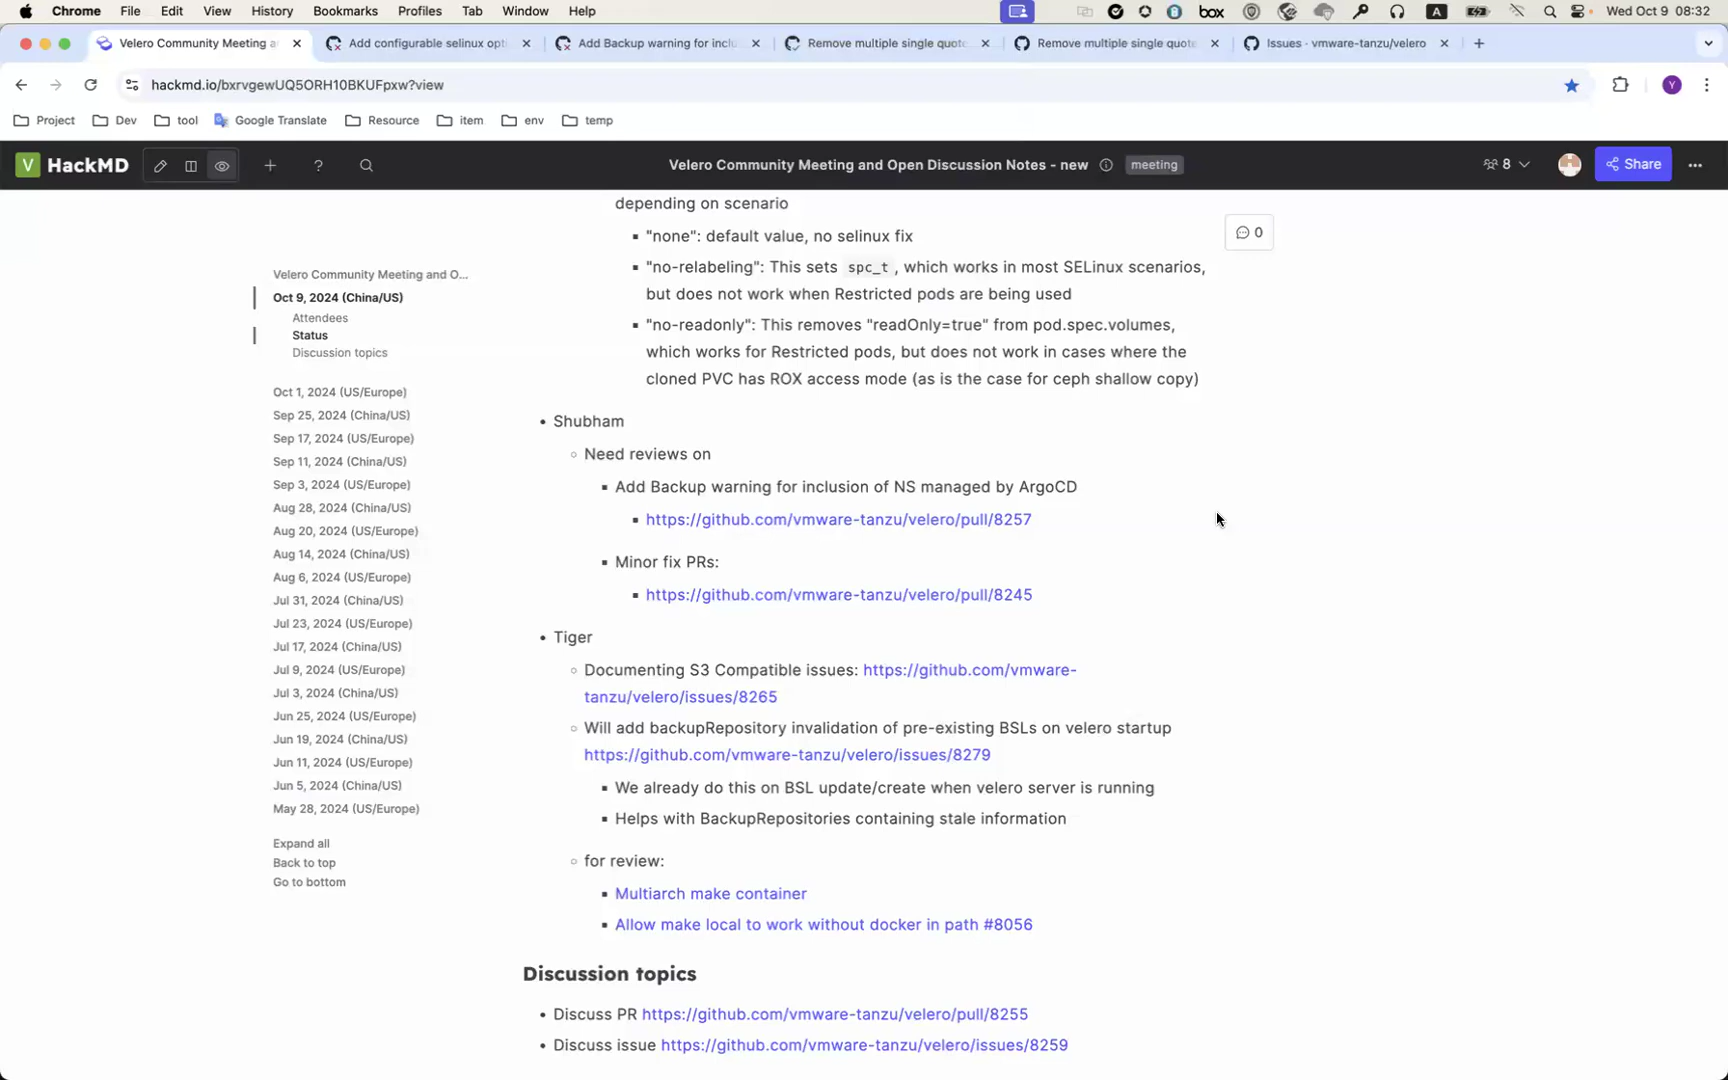 Chrome File Edit View History Bookmarks Profiles Tab Window Help box A Wed Oct 9 08:32
Velero Community Meeting a Add configurable selinux opt Add Backup warning for inclu Remove multiple single quote Remove multiple single quote Issues · vmware-tanzu/velero
hackmd.io/bxrvgewUQ5ORH10BKUFpxw?view Y
Project Dev tool Google Translate Resource item env temp
V HackMD Velero Community Meeting and Open Discussion Notes - new meeting 8 Share
0
Velero Community Meeting and O...
Oct 9, 2024 (China/US)
Attendees
Status
Discussion topics
Oct 1, 2024 (US/Europe)
Sep 25, 2024 (China/US)
Sep 17, 2024 (US/Europe)
Sep 11, 2024 (China/US)
Sep 3, 2024 (US/Europe)
Aug 28, 2024 (China/US)
Aug 20, 2024 (US/Europe)
Aug 14, 2024 (China/US)
Aug 6, 2024 (US/Europe)
Jul 31, 2024 (China/US)
Jul 23, 2024 (US/Europe)
Jul 17, 2024 (China/US)
Jul 9, 2024 (US/Europe)
Jul 3, 2024 (China/US)
Jun 25, 2024 (US/Europe)
Jun 19, 2024 (China/US)
Jun 11, 2024 (US/Europe)
Jun 5, 2024 (China/US)
May 28, 2024 (US/Europe)
Expand all
Back to top
Go to bottom
depending on scenario
"none": default value, no selinux fix
"no-relabeling": This sets spc_t, which works in most SELinux scenarios,
but does not work when Restricted pods are being used
"no-readonly": This removes "readOnly=true" from pod.spec.volumes,
which works for Restricted pods, but does not work in cases where the
cloned PVC has ROX access mode (as is the case for ceph shallow copy)
Shubham
Need reviews on
Add Backup warning for inclusion of NS managed by ArgoCD
https://github.com/vmware-tanzu/velero/pull/8257
Minor fix PRs:
https://github.com/vmware-tanzu/velero/pull/8245
Tiger
Documenting S3 Compatible issues: https://github.com/vmware-
tanzu/velero/issues/8265
Will add backupRepository invalidation of pre-existing BSLs on velero startup
https://github.com/vmware-tanzu/velero/issues/8279
We already do this on BSL update/create when velero server is running
Helps with BackupRepositories containing stale information
for review:
Multiarch make container
Allow make local to work without docker in path #8056
Discussion topics
Discuss PR https://github.com/vmware-tanzu/velero/pull/8255
Discuss issue https://github.com/vmware-tanzu/velero/issues/8259